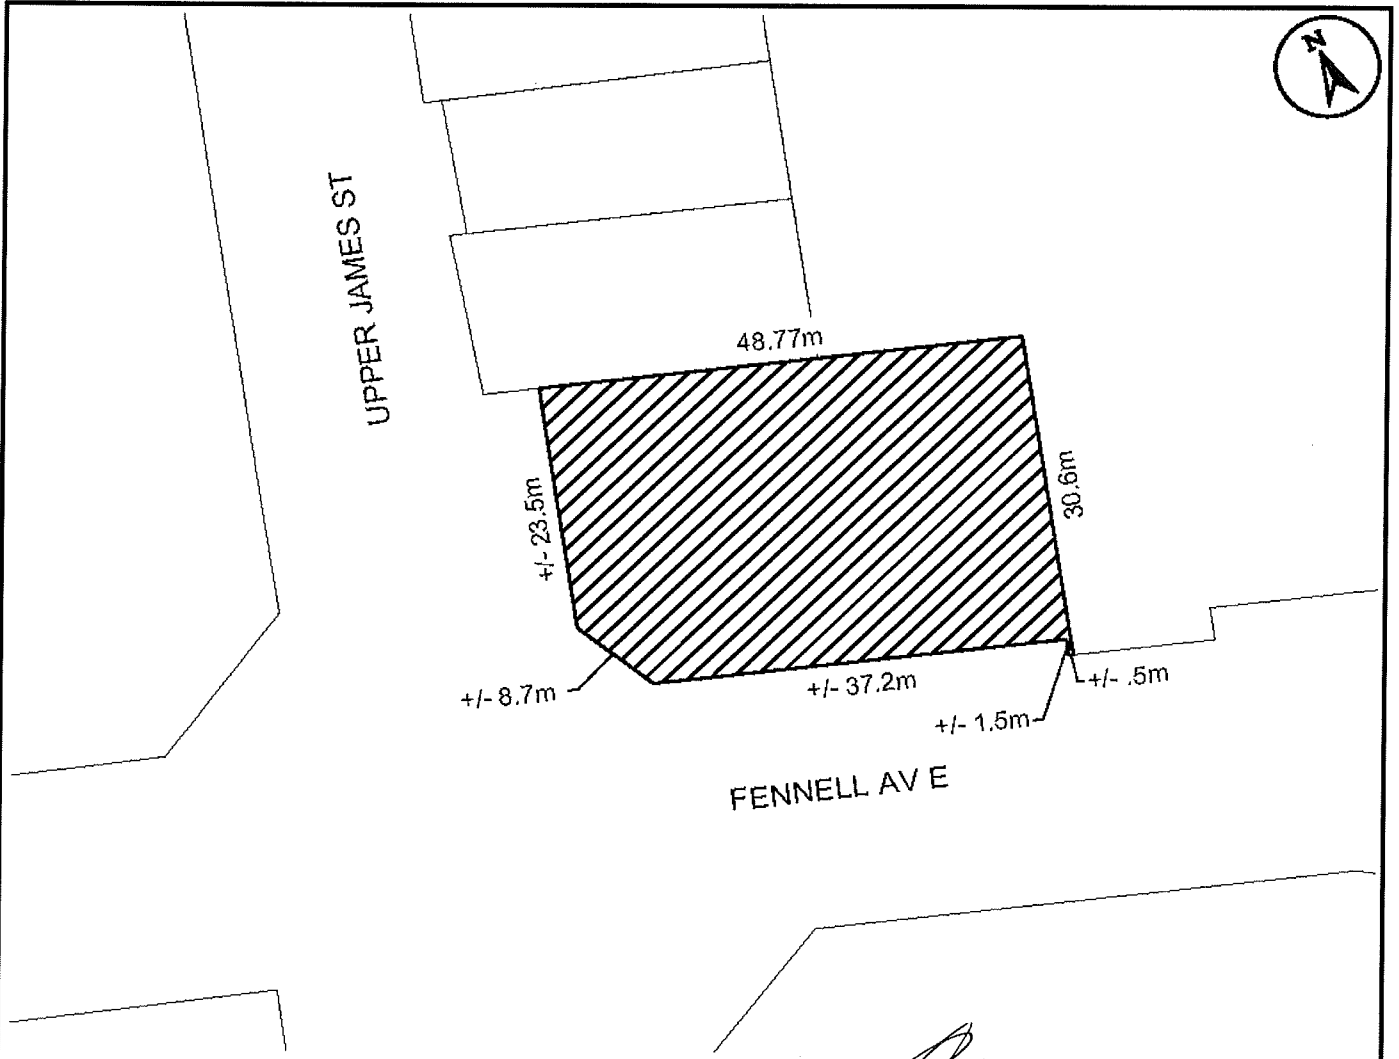 N
UPPER JAMES ST
48.77m
30.6m
+/- 23.5m
+/- 8.7m
+/- 37.2m
+/- .5m
+/- 1.5m
FENNELL AV E